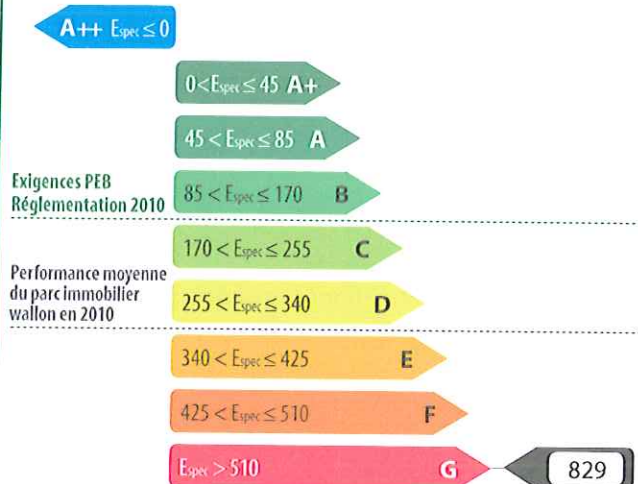 A++ Espec ≤ 0
0 < Espec ≤ 45 A+
45 < Espec ≤ 85 A
Exigences PEB
Réglementation 2010
85 < Espec ≤ 170 B
170 < Espec ≤ 255 C
Performance moyenne
du parc immobilier
wallon en 2010
255 < Espec ≤ 340 D
340 < Espec ≤ 425 E
425 < Espec ≤ 510 F
Espec > 510 G
829